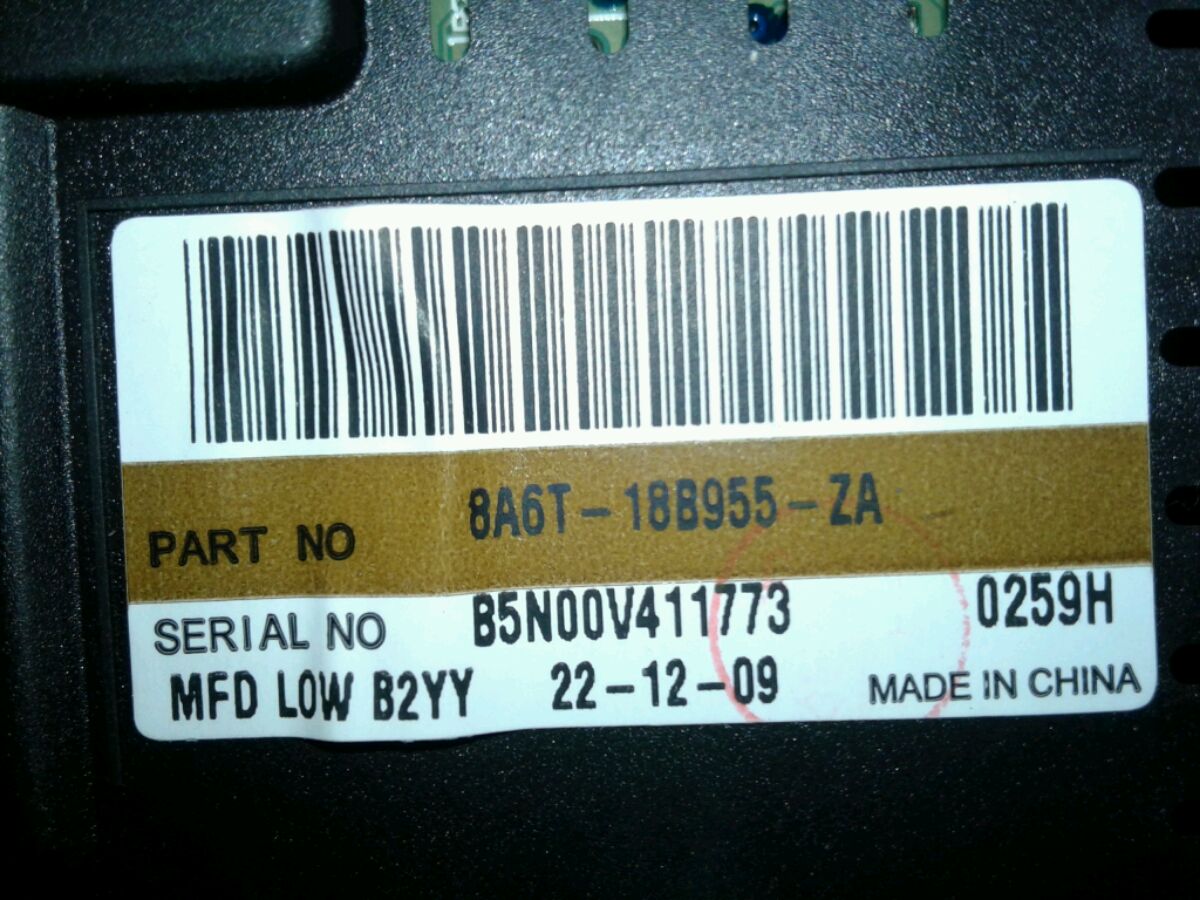 8A6T-18B955-ZA
PART NO
SERIAL NO B5N00V411773 0259H
MFD LOW B2YY 22-12-09 MADE IN CHINA